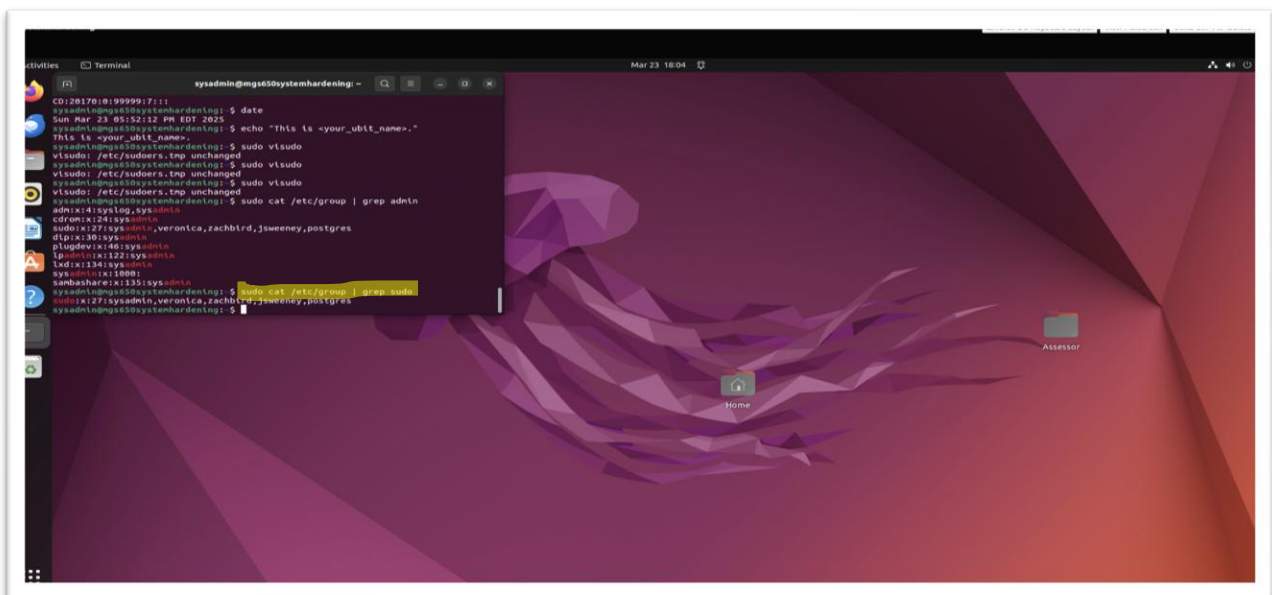 ctivities
Terminal
Mar 23 18:04
sysadmin@mgs650systemhardening: ~
CD:20170:0:99999:7:::
sysadmin@mgs650systemhardening:~$ date
Sun Mar 23 05:52:12 PM EDT 2025
sysadmin@mgs650systemhardening:~$ echo "This is <your_ubit_name>."
This is <your_ubit_name>.
sysadmin@mgs650systemhardening:~$ sudo visudo
visudo: /etc/sudoers.tmp unchanged
sysadmin@mgs650systemhardening:~$ sudo visudo
visudo: /etc/sudoers.tmp unchanged
sysadmin@mgs650systemhardening:~$ sudo visudo
visudo: /etc/sudoers.tmp unchanged
sysadmin@mgs650systemhardening:~$ sudo cat /etc/group | grep admin
adm:x:4:syslog,sysadmin
cdrom:x:24:sysadmin
sudo:x:27:sysadmin,veronica,zachbird,jsweeney,postgres
dip:x:30:sysadmin
plugdev:x:46:sysadmin
lpadmin:x:122:sysadmin
lxd:x:134:sysadmin
sysadmin:x:1000:
sambashare:x:135:sysadmin
sysadmin@mgs650systemhardening:~$ sudo cat /etc/group | grep sudo
sudo:x:27:sysadmin,veronica,zachbird,jsweeney,postgres
sysadmin@mgs650systemhardening:~$
Assessor
Home